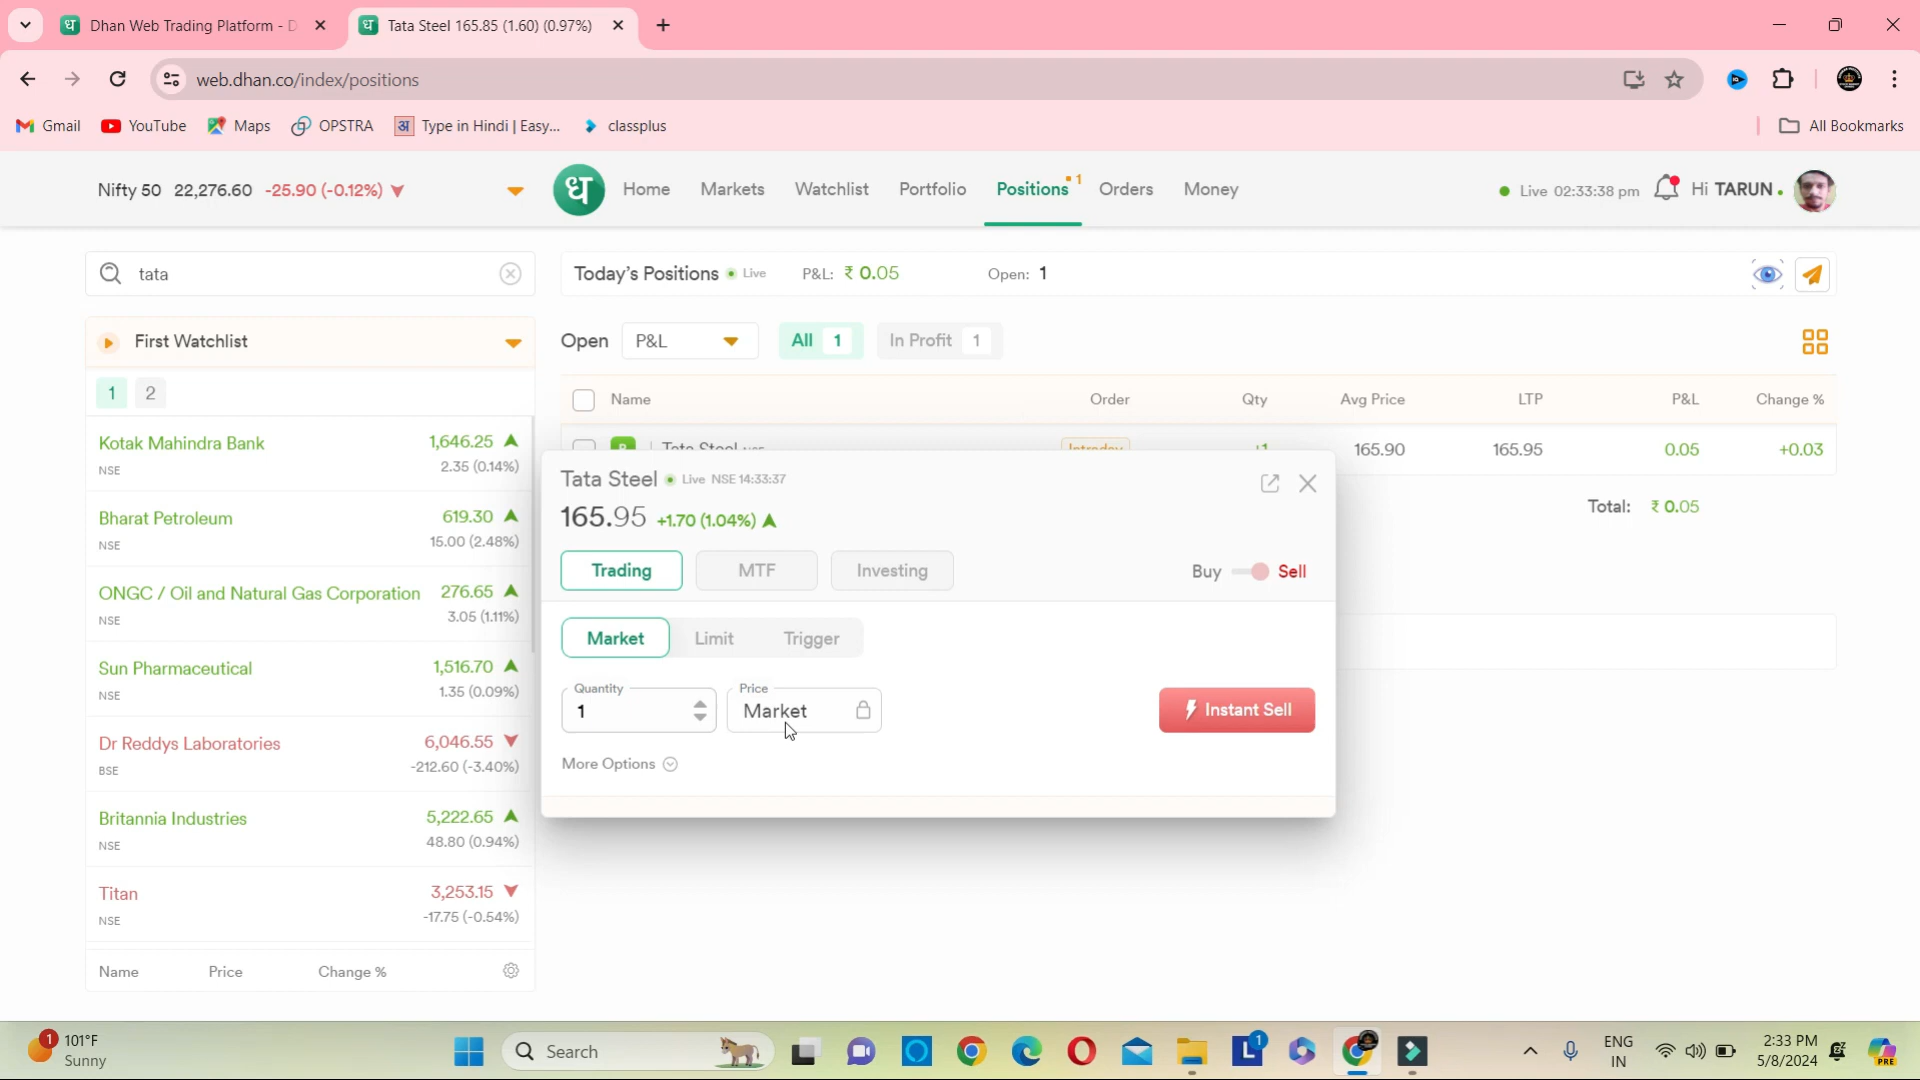 Dhan Web Trading Platform - D
Tata Steel 165.85 (1.60) (0.97%)
web.dhan.co/index/positions
Gmail
YouTube
Maps
OPSTRA
अ Type in Hindi | Easy...
classplus
All Bookmarks
Nifty 50 22,276.60 -25.90 (-0.12%)
ध
Home
Markets
Watchlist
Portfolio
Positions 1
Orders
Money
Live 02:33:38 pm
Hi TARUN
tata
First Watchlist
1 2
Kotak Mahindra Bank 1,646.25
NSE 2.35 (0.14%)
Bharat Petroleum 619.30
NSE 15.00 (2.48%)
ONGC / Oil and Natural Gas Corporation 276.65
NSE 3.05 (1.11%)
Sun Pharmaceutical 1,516.70
NSE 1.35 (0.09%)
Dr Reddys Laboratories 6,046.55
BSE -212.60 (-3.40%)
Britannia Industries 5,222.65
NSE 48.80 (0.94%)
Titan 3,253.15
NSE -17.75 (-0.54%)
Name Price Change %
Today's Positions Live P&L: ₹ 0.05 Open: 1
Open P&L All 1 In Profit 1
Name Order Qty Avg Price LTP P&L Change %
B Tata Steel NSE Intraday +1 165.90 165.95 0.05 +0.03
Total: ₹ 0.05
Tata Steel Live NSE 14:33:37
165.95 +1.70 (1.04%)
Trading MTF Investing Buy Sell
Market Limit Trigger
Quantity Price
1 Market Instant Sell
More Options
1 101°F
Sunny
Search
L 1
ENG
IN
2:33 PM
5/8/2024
PRE